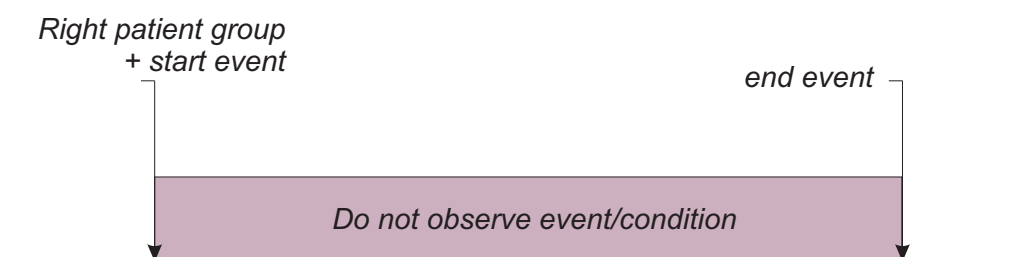 Right patient group
+ start event
end event
Do not observe event/condition